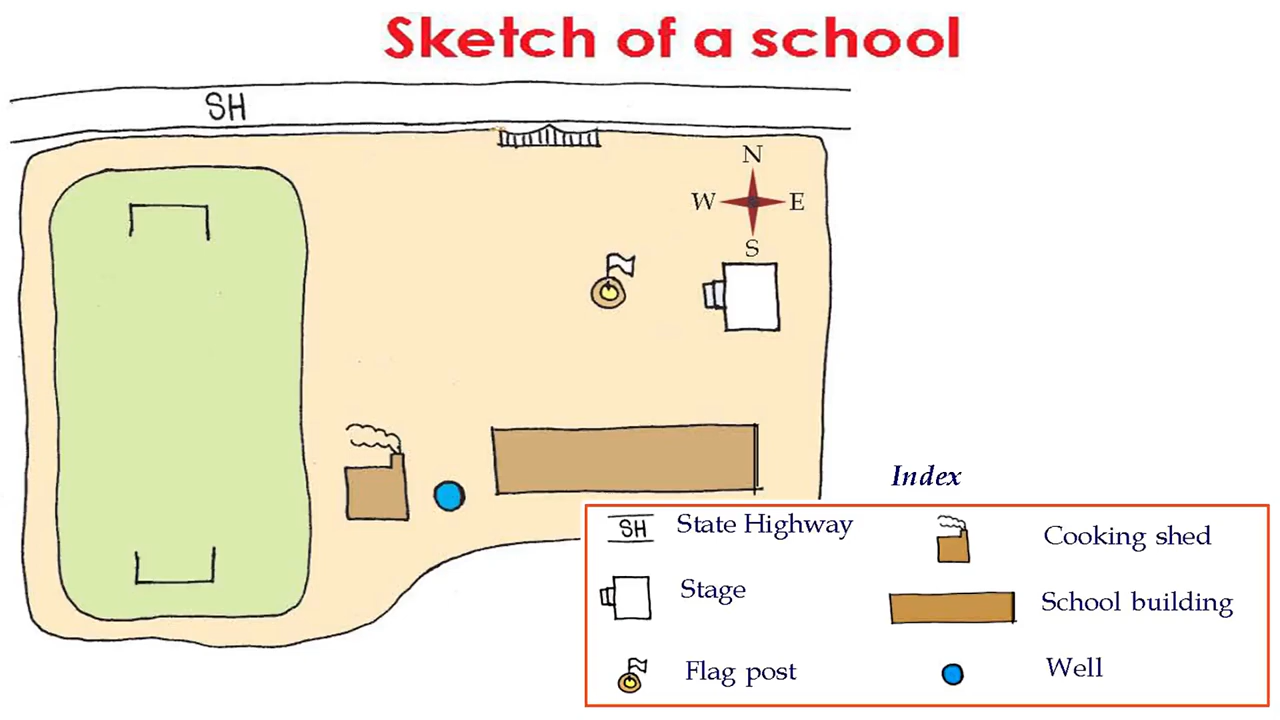 Sketch of a school
SH
N
W E
S
Index
SH State Highway
Cooking shed
Stage
School building
Flag post
Well